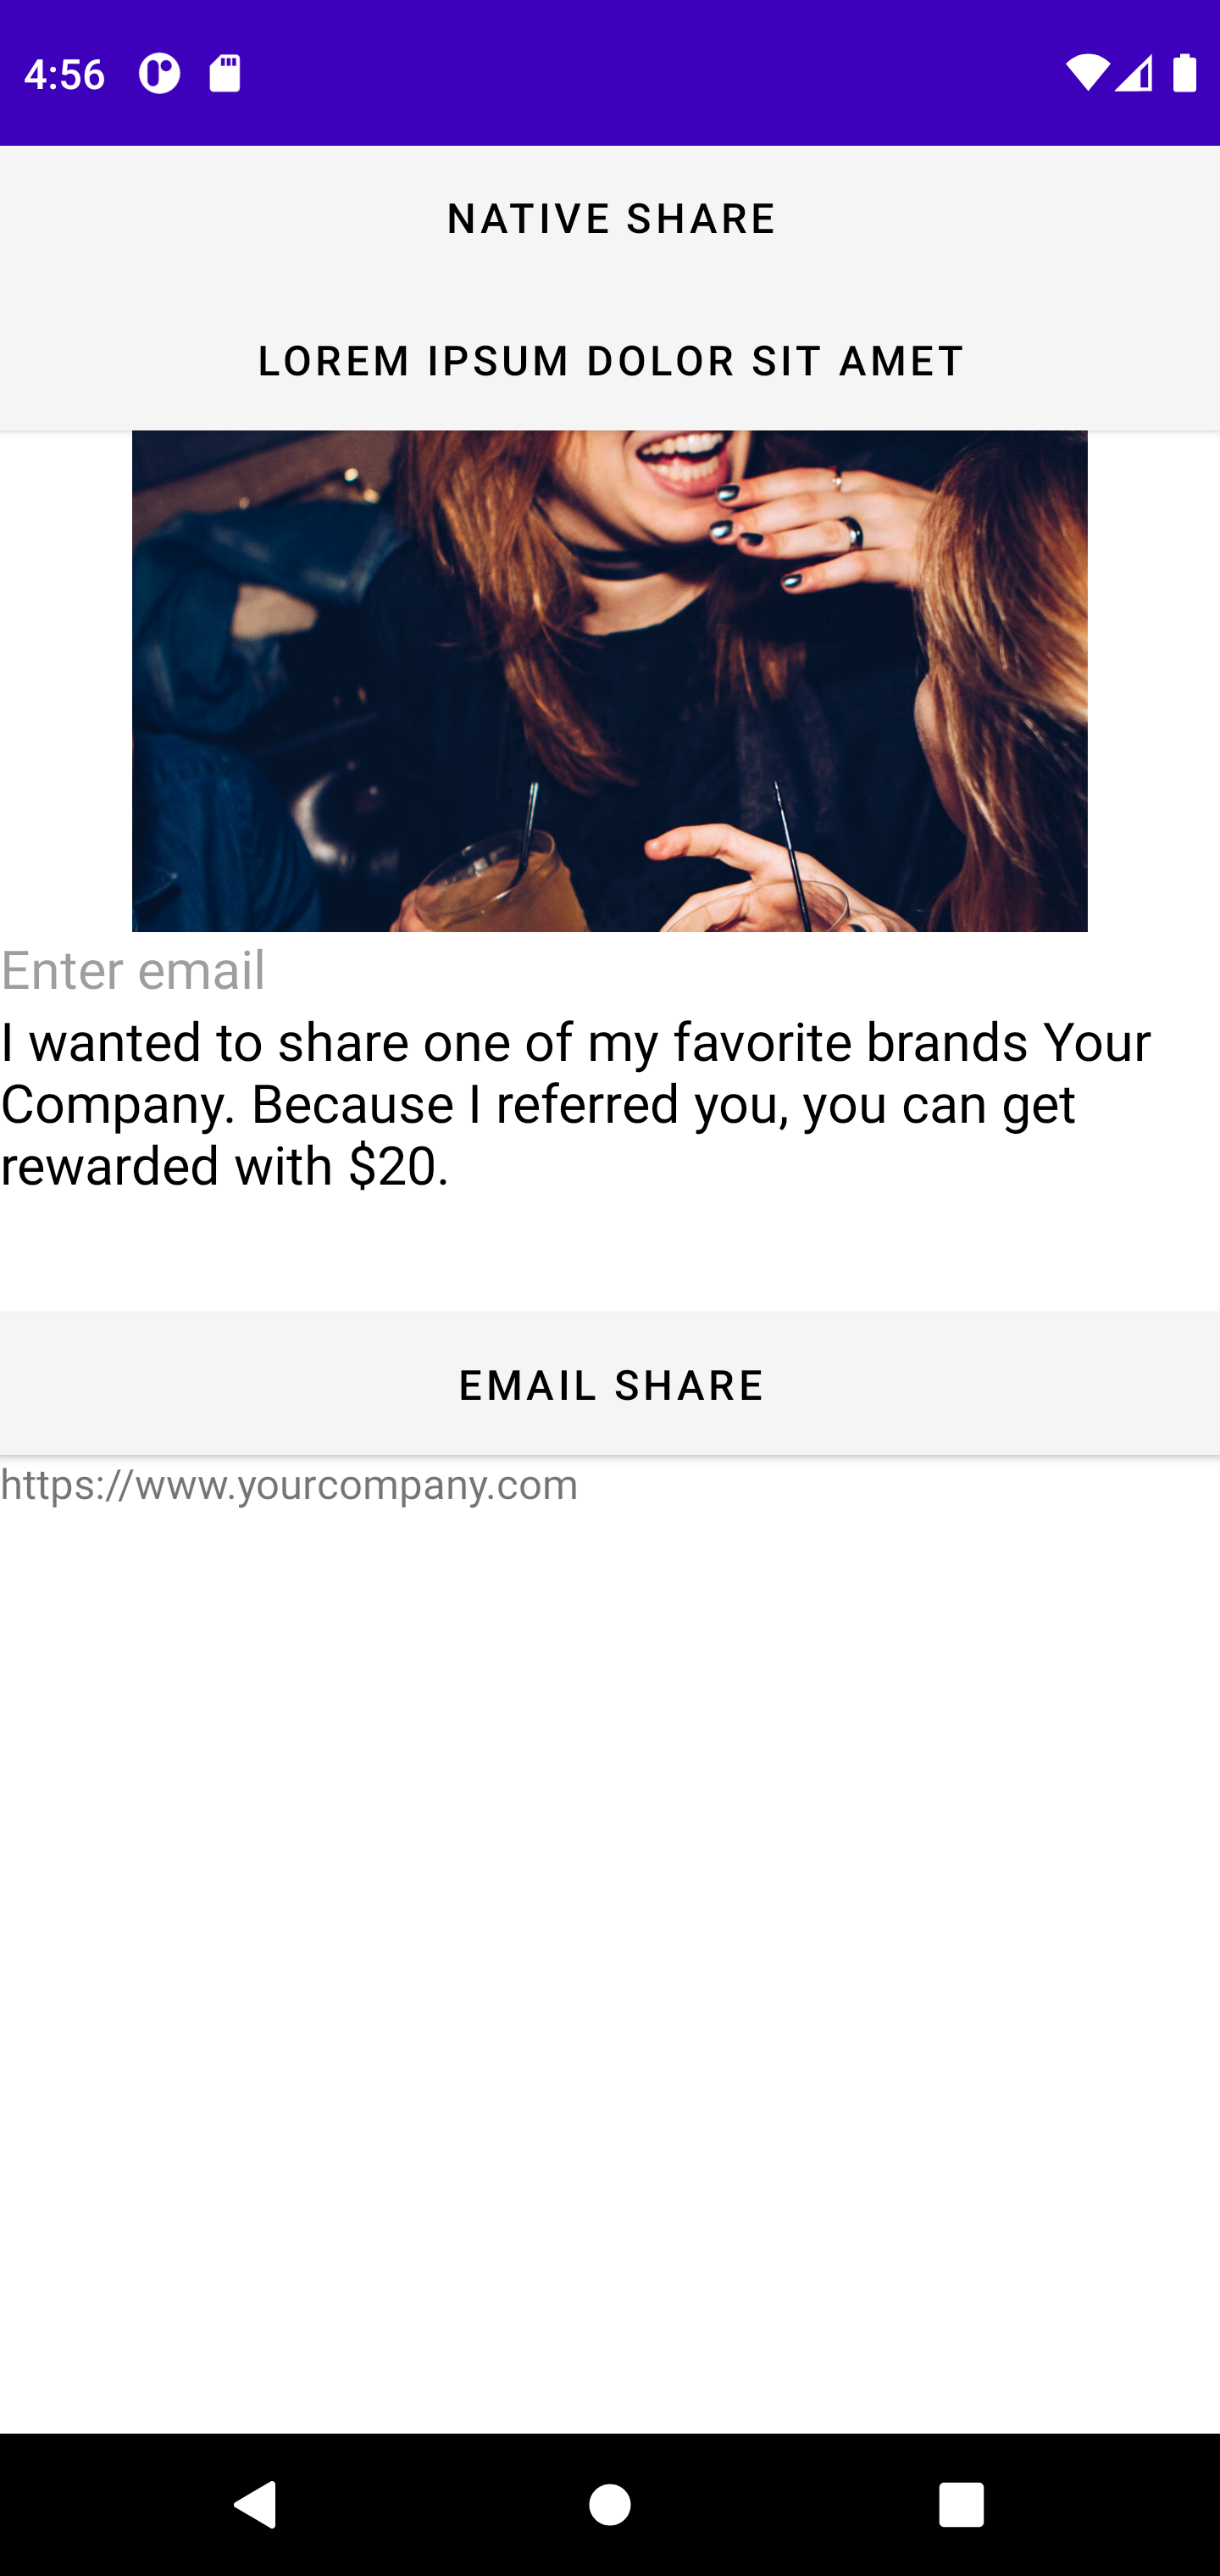 4:56
NATIVE SHARE
LOREM IPSUM DOLOR SIT AMET
Enter email
I wanted to share one of my favorite brands Your
Company. Because I referred you, you can get
rewarded with $20.
EMAIL SHARE
https://www.yourcompany.com